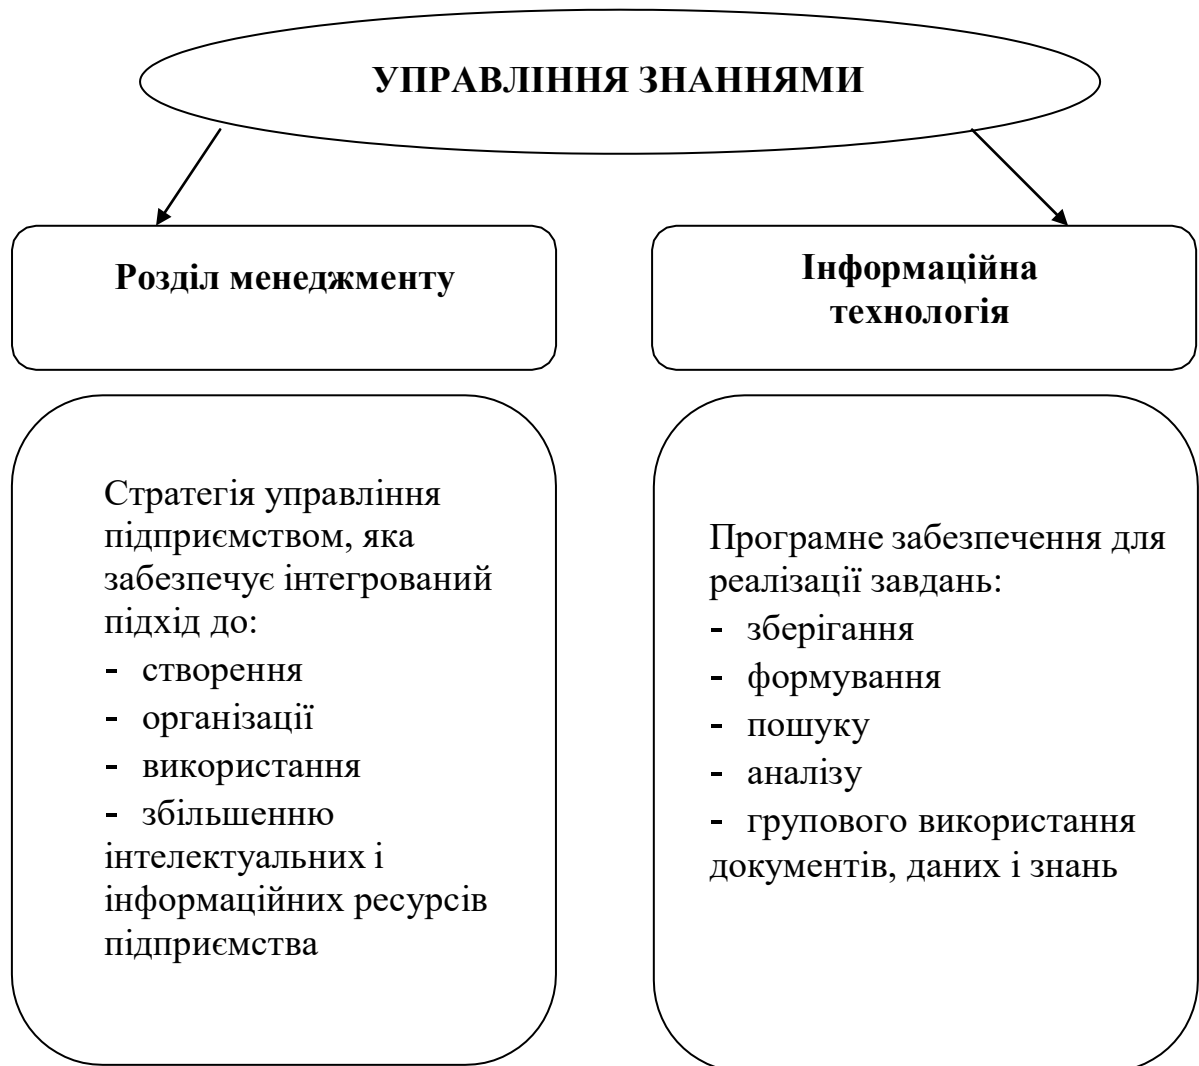 УПРАВЛІННЯ ЗНАННЯМИ
Розділ менеджменту
Інформаційна
технологія
Стратегія управління
підприємством, яка
забезпечує інтегрований
підхід до:
- створення
- організації
- використання
- збільшенню
інтелектуальних і
інформаційних ресурсів
підприємства
Програмне забезпечення для
реалізації завдань:
- зберігання
- формування
- пошуку
- аналізу
- групового використання
документів, даних і знань